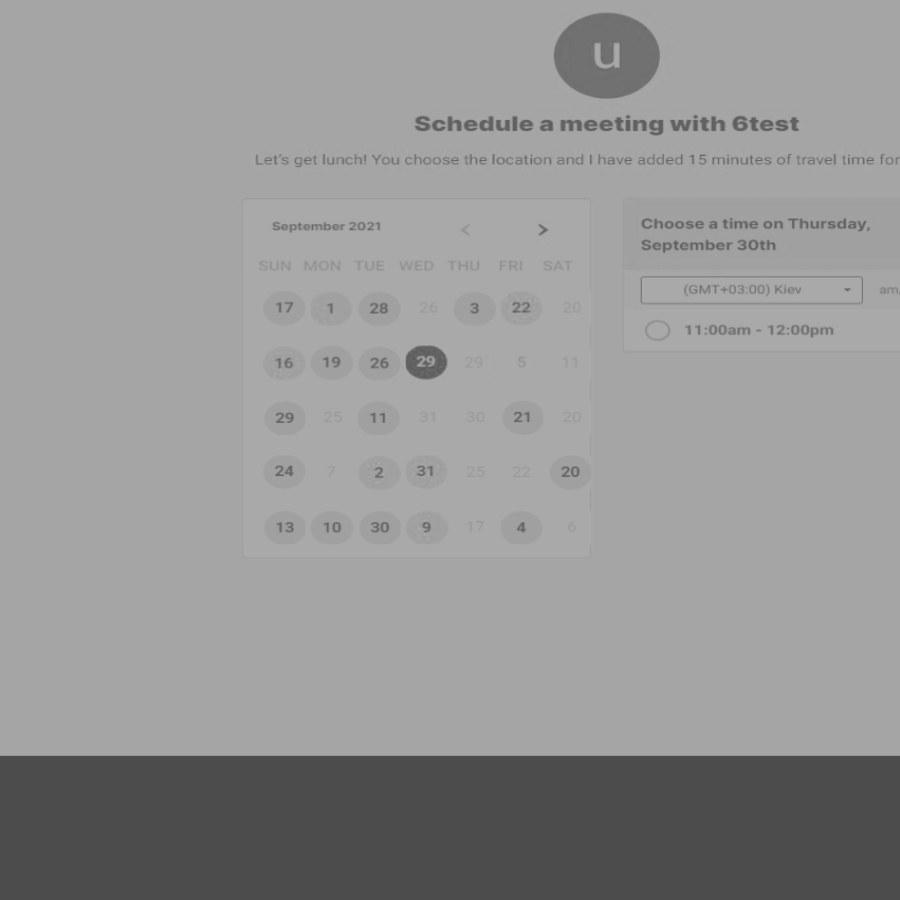 u
Schedule a meeting with 6test
Let's get lunch! You choose the location and I have added 15 minutes of travel time for
September 2021 < >
SUN MON TUE WED THU FRI SAT
17 1 28 26 3 22 20
16 19 26 29 29 5 11
29 25 11 31 30 21 20
24 7 2 31 25 22 20
13 10 30 9 17 4 6
Choose a time on Thursday,
September 30th
(GMT+03:00) Kiev am
11:00am - 12:00pm